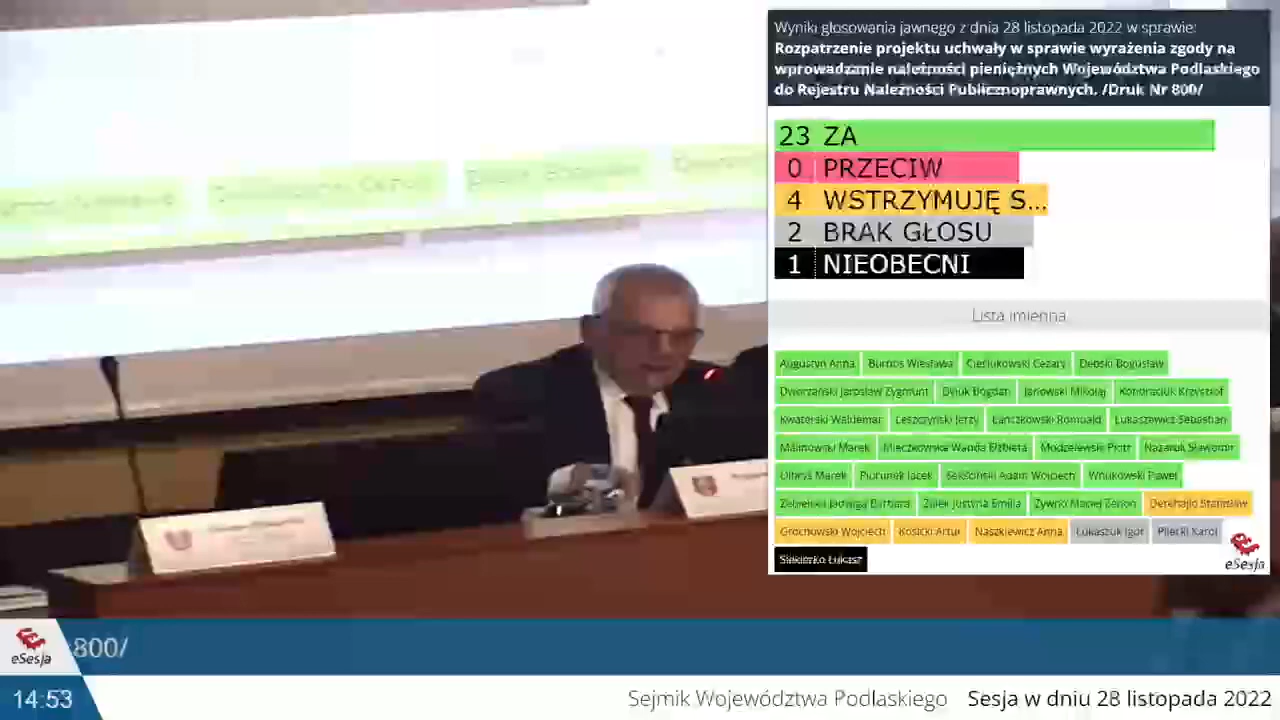 Wyniki głosowania jawnego z dnia 28 listopada 2022 w sprawie:
Rozpatrzenie projektu uchwały w sprawie wyrażenia zgody na
wprowadzanie należności pieniężnych Województwa Podlaskiego
do Rejestru Należności Publicznoprawnych. /Druk Nr 800/
23 ZA
0 PRZECIW
4 WSTRZYMUJĘ S...
2 BRAK GŁOSU
1 NIEOBECNI
Lista imienna
Augustyn Anna Burnos Wiesława Cieślukowski Cezary Dębski Bogusław
Dworzański Jarosław Zygmunt Dyjuk Bogdan Janowski Mikołaj Kondraciuk Krzysztof
Kwaterski Waldemar Leszczyński Jerzy Łanczkowski Romuald Łukaszewicz Sebastian
Malinowski Marek Mieczkowska Wanda Elżbieta Modzelewski Piotr Nazaruk Sławomir
Olbryś Marek Piorunek Jacek Sekściński Adam Wojciech Wnukowski Paweł
Zabielska Jadwiga Barbara Żalek Justyna Emilia Żywno Maciej Zenon Derehajło Stanisław
Grochowski Wojciech Kosicki Artur Naszkiewicz Anna Łukaszuk Igor Pilecki Karol
Siekierko Łukasz
eSesja
800/
eSesja
14:53
Sejmik Województwa Podlaskiego Sesja w dniu 28 listopada 2022